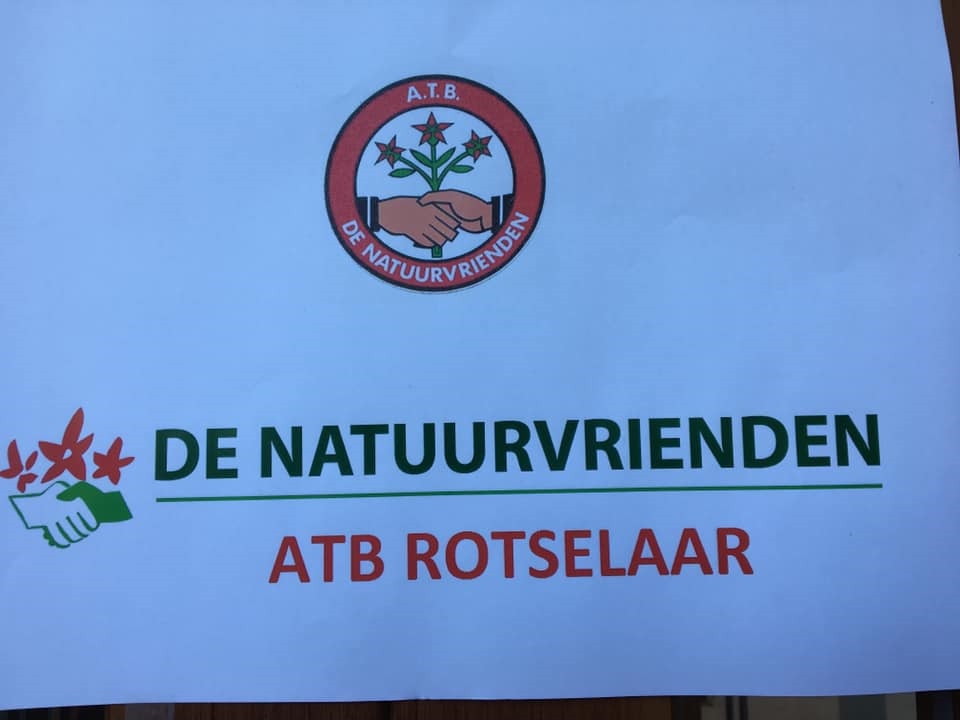 A.T.B.
DE NATUURVRIENDEN
DE NATUURVRIENDEN
ATB ROTSELAAR